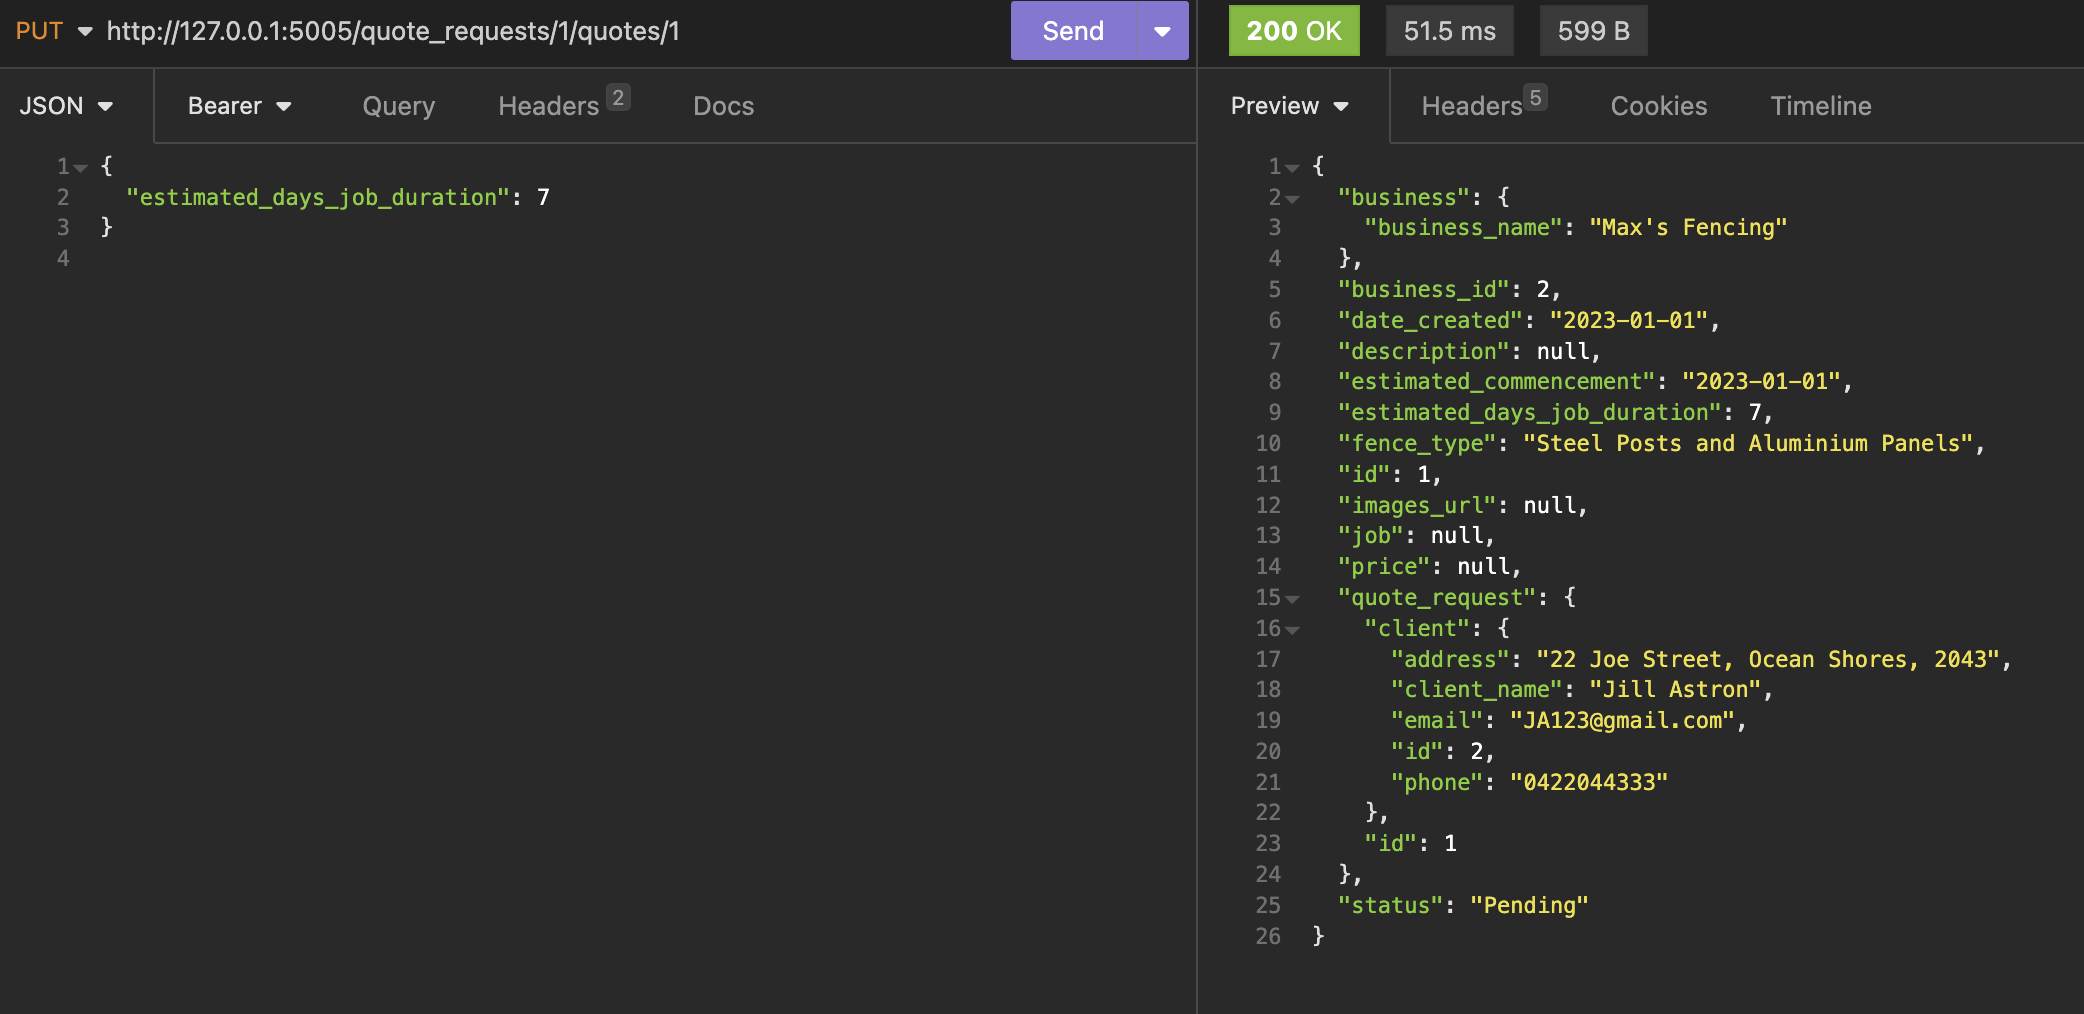 PUT http://127.0.0.1:5005/quote_requests/1/quotes/1 Send
JSON Bearer Query Headers 2 Docs
1 {
2 "estimated_days_job_duration": 7
3 }
4
200 OK 51.5 ms 599 B
Preview Headers 5 Cookies Timeline
1 {
2 "business": {
3 "business_name": "Max's Fencing"
4 },
5 "business_id": 2,
6 "date_created": "2023-01-01",
7 "description": null,
8 "estimated_commencement": "2023-01-01",
9 "estimated_days_job_duration": 7,
10 "fence_type": "Steel Posts and Aluminium Panels",
11 "id": 1,
12 "images_url": null,
13 "job": null,
14 "price": null,
15 "quote_request": {
16 "client": {
17 "address": "22 Joe Street, Ocean Shores, 2043",
18 "client_name": "Jill Astron",
19 "email": "JA123@gmail.com",
20 "id": 2,
21 "phone": "0422044333"
22 },
23 "id": 1
24 },
25 "status": "Pending"
26 }